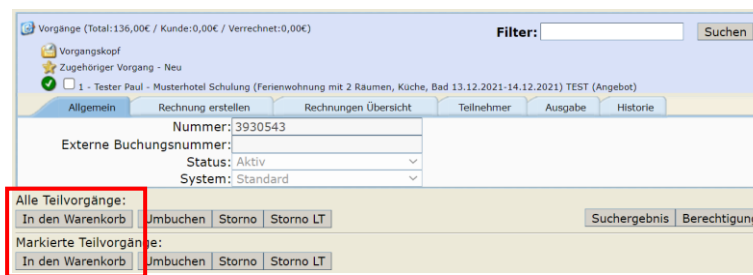 Vorgänge (Total:136,00€ / Kunde:0,00€ / Verrechnet:0,00€)
Filter: Suchen
Vorgangskopf
Zugehöriger Vorgang - Neu
1 - Tester Paul - Musterhotel Schulung (Ferienwohnung mit 2 Räumen, Küche, Bad 13.12.2021-14.12.2021) TEST (Angebot)
Allgemein Rechnung erstellen Rechnungen Übersicht Teilnehmer Ausgabe Historie
Nummer: 3930543
Externe Buchungsnummer:
Status: Aktiv
System: Standard
Alle Teilvorgänge:
In den Warenkorb Umbuchen Storno Storno LT Suchergebnis Berechtigung
Markierte Teilvorgänge:
In den Warenkorb Umbuchen Storno Storno LT